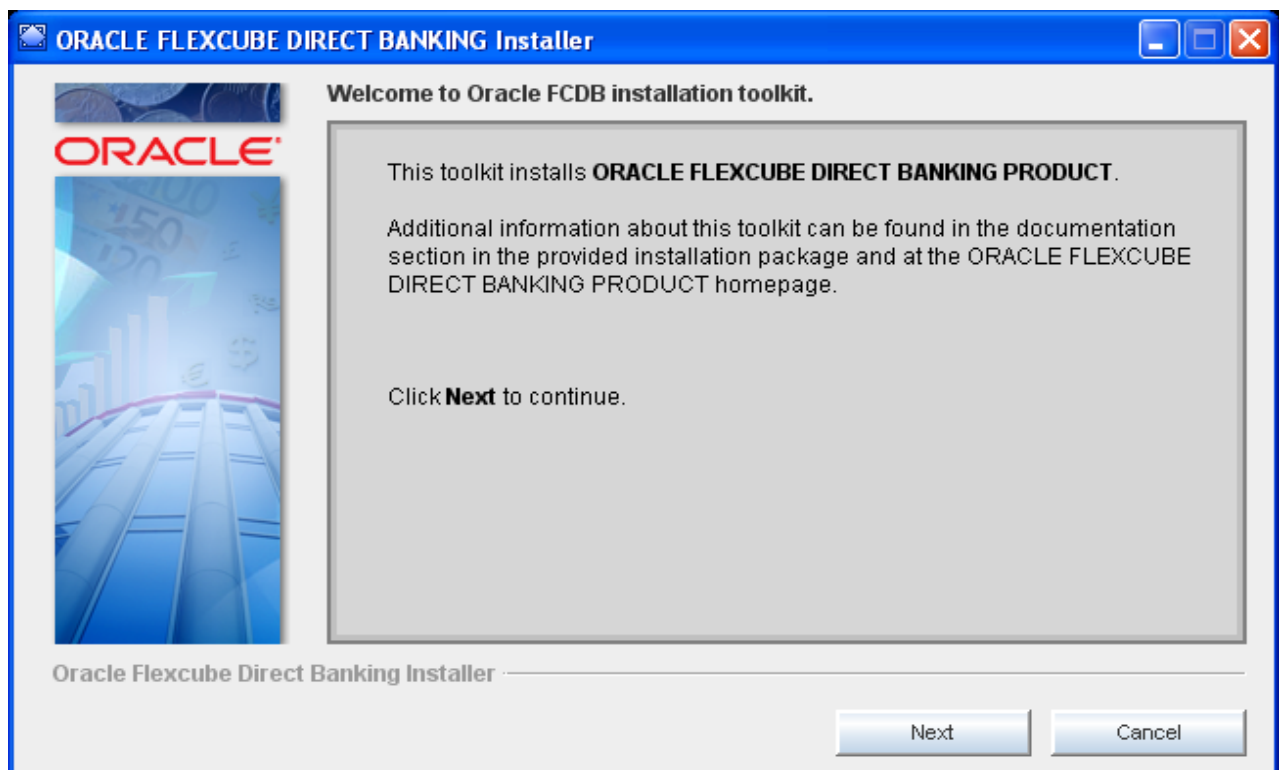 ORACLE FLEXCUBE DIRECT BANKING Installer
Welcome to Oracle FCDB installation toolkit.
ORACLE
This toolkit installs ORACLE FLEXCUBE DIRECT BANKING PRODUCT.
Additional information about this toolkit can be found in the documentation
section in the provided installation package and at the ORACLE FLEXCUBE
DIRECT BANKING PRODUCT homepage.
Click Next to continue.
Oracle Flexcube Direct Banking Installer
Next
Cancel